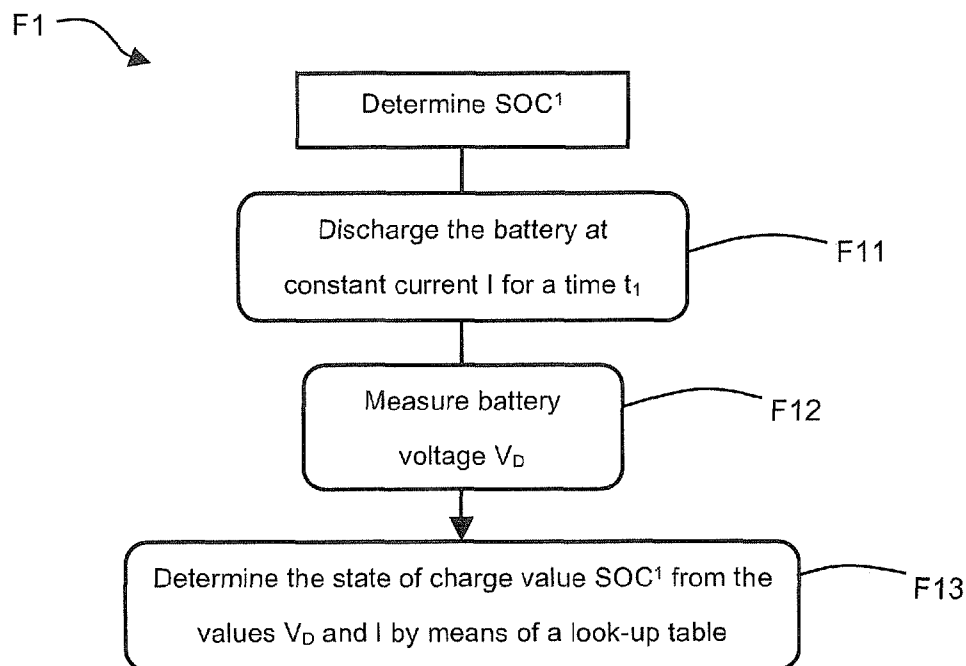 F1
Determine SOC¹
Discharge the battery at
constant current I for a time t₁
F11
Measure battery
voltage V_D
F12
Determine the state of charge value SOC¹ from the
values V_D and I by means of a look-up table
F13